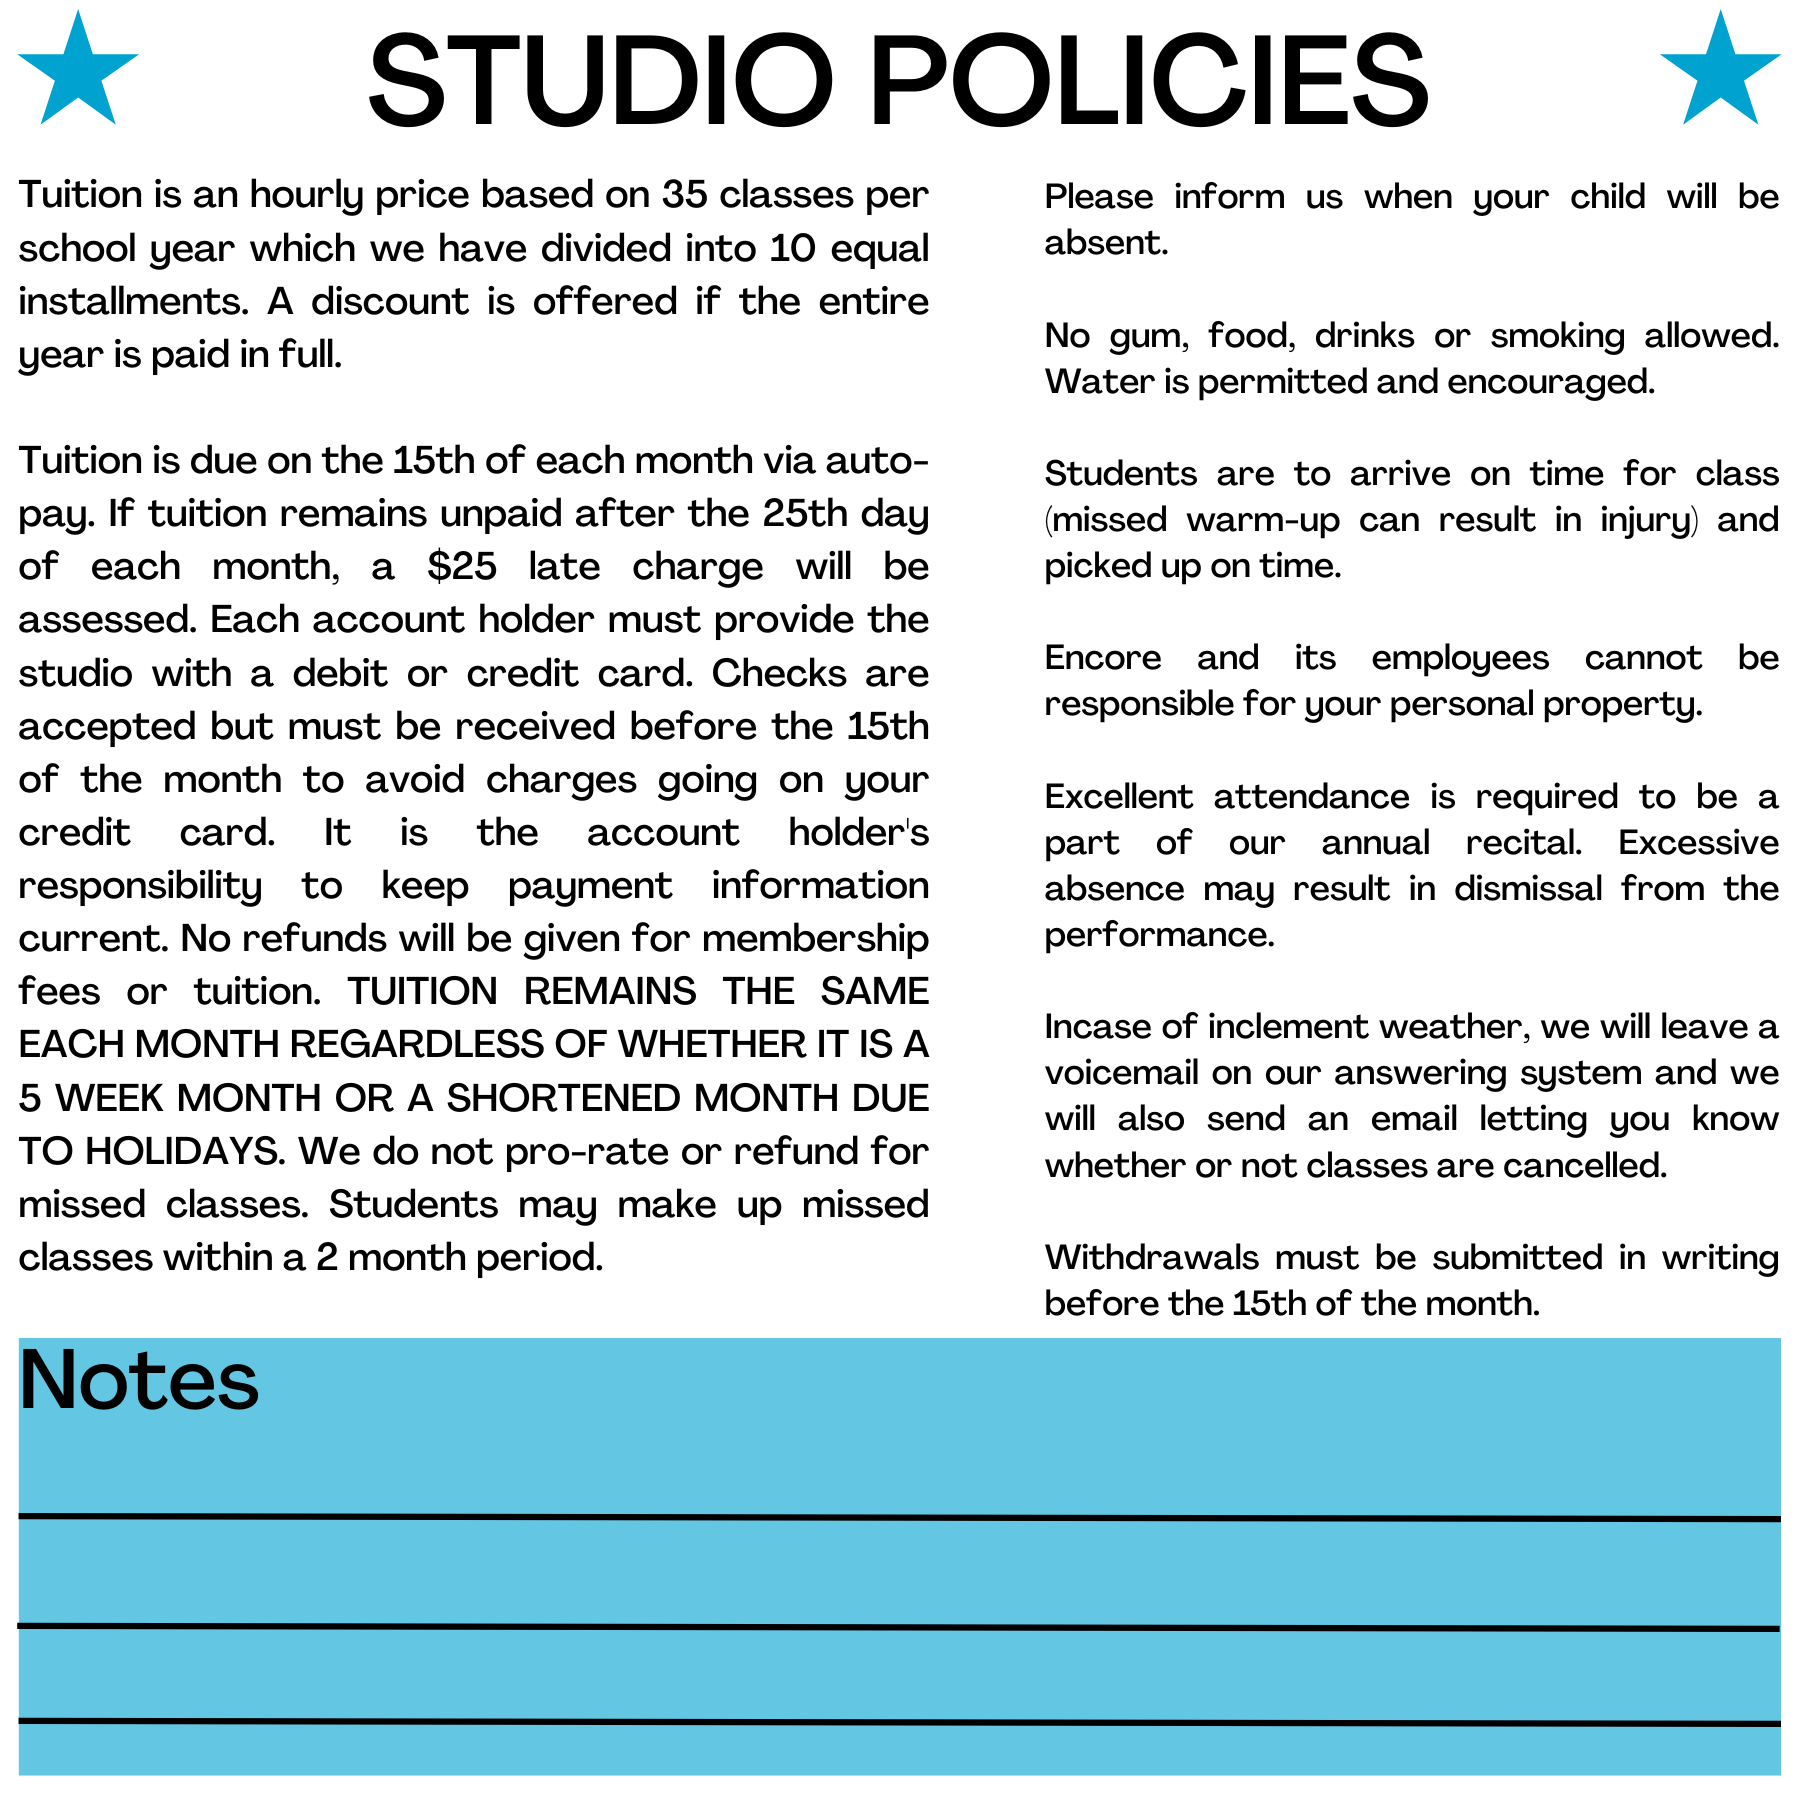 STUDIO POLICIES
Tuition is an hourly price based on 35 classes per
school year which we have divided into 10 equal
installments. A discount is offered if the entire
year is paid in full.
Tuition is due on the 15th of each month via auto-
pay. If tuition remains unpaid after the 25th day
of each month, a $25 late charge will be
assessed. Each account holder must provide the
studio with a debit or credit card. Checks are
accepted but must be received before the 15th
of the month to avoid charges going on your
credit card. It is the account holder's
responsibility to keep payment information
current. No refunds will be given for membership
fees or tuition. TUITION REMAINS THE SAME
EACH MONTH REGARDLESS OF WHETHER IT IS A
5 WEEK MONTH OR A SHORTENED MONTH DUE
TO HOLIDAYS. We do not pro-rate or refund for
missed classes. Students may make up missed
classes within a 2 month period.
Please inform us when your child will be
absent.
No gum, food, drinks or smoking allowed.
Water is permitted and encouraged.
Students are to arrive on time for class
(missed warm-up can result in injury) and
picked up on time.
Encore and its employees cannot be
responsible for your personal property.
Excellent attendance is required to be a
part of our annual recital. Excessive
absence may result in dismissal from the
performance.
Incase of inclement weather, we will leave a
voicemail on our answering system and we
will also send an email letting you know
whether or not classes are cancelled.
Withdrawals must be submitted in writing
before the 15th of the month.
Notes